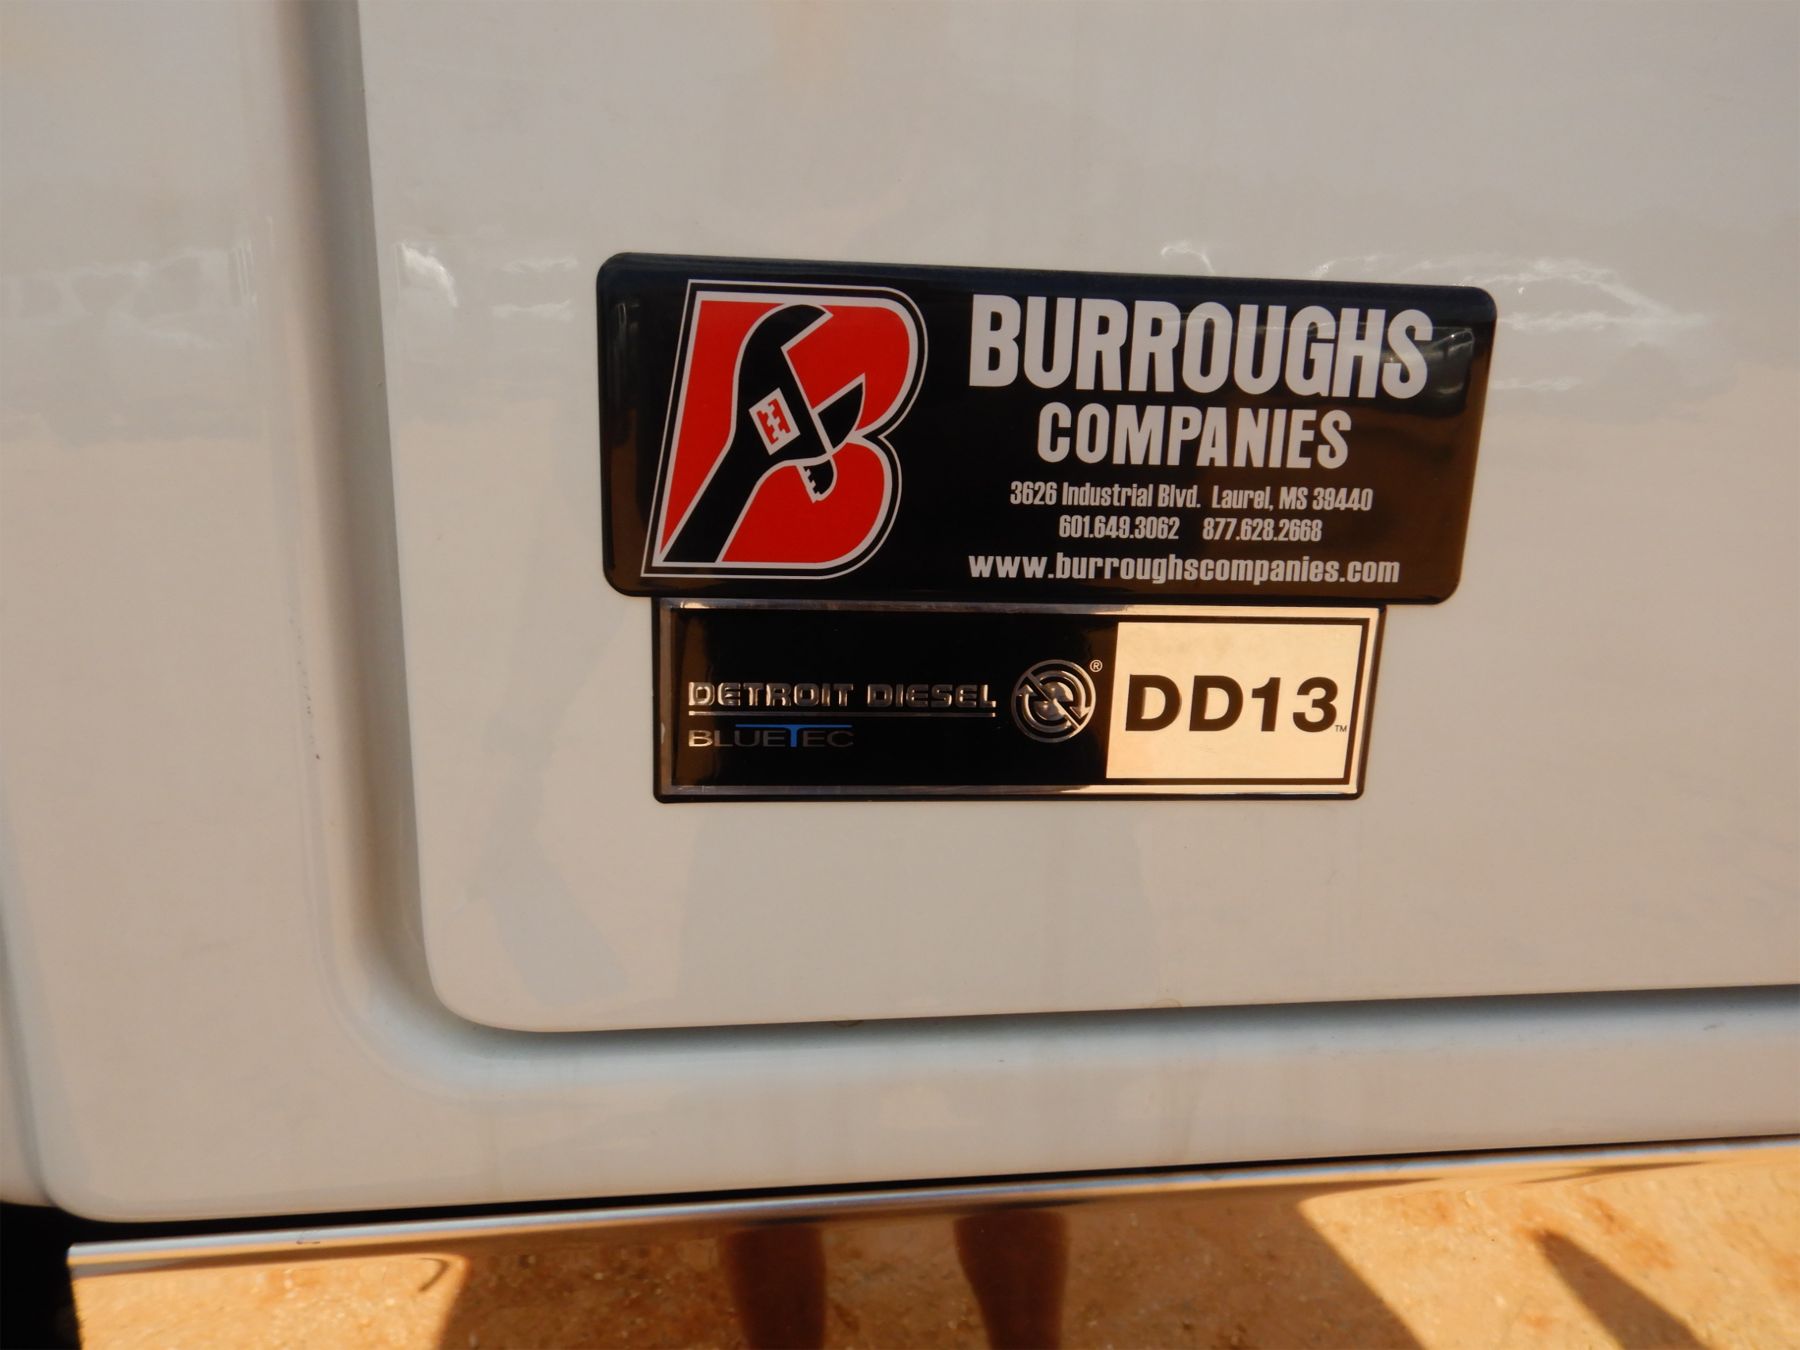 BURROUGHS
COMPANIES
3626 Industrial Blvd. Laurel, MS 39440
601.649.3062 877.628.2668
www.burroughscompanies.com
DETROIT DIESEL ® DD13™
BLUETEC